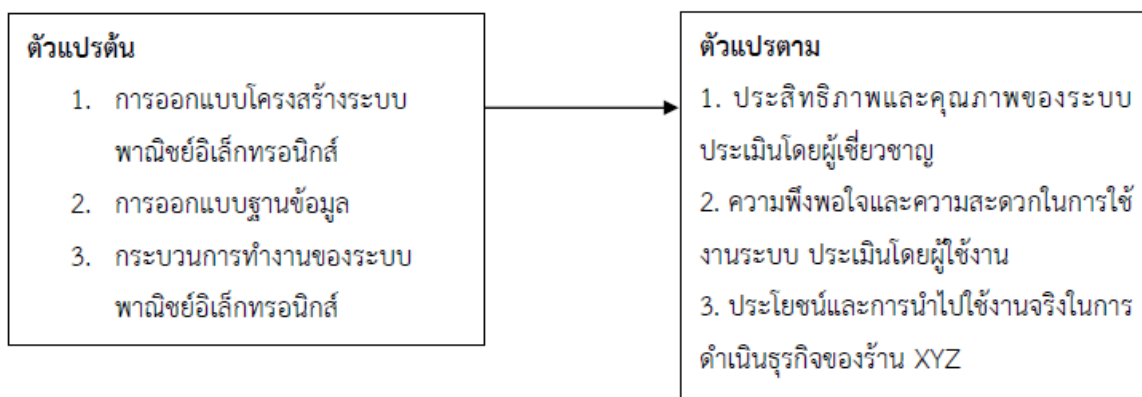 ตัวแปรต้น
1. การออกแบบโครงสร้างระบบ
พาณิชย์อิเล็กทรอนิกส์
2. การออกแบบฐานข้อมูล
3. กระบวนการทำงานของระบบ
พาณิชย์อิเล็กทรอนิกส์
ตัวแปรตาม
1. ประสิทธิภาพและคุณภาพของระบบ
ประเมินโดยผู้เชี่ยวชาญ
2. ความพึงพอใจและความสะดวกในการใช้
งานระบบ ประเมินโดยผู้ใช้งาน
3. ประโยชน์และการนำไปใช้งานจริงในการ
ดำเนินธุรกิจของร้าน XYZ